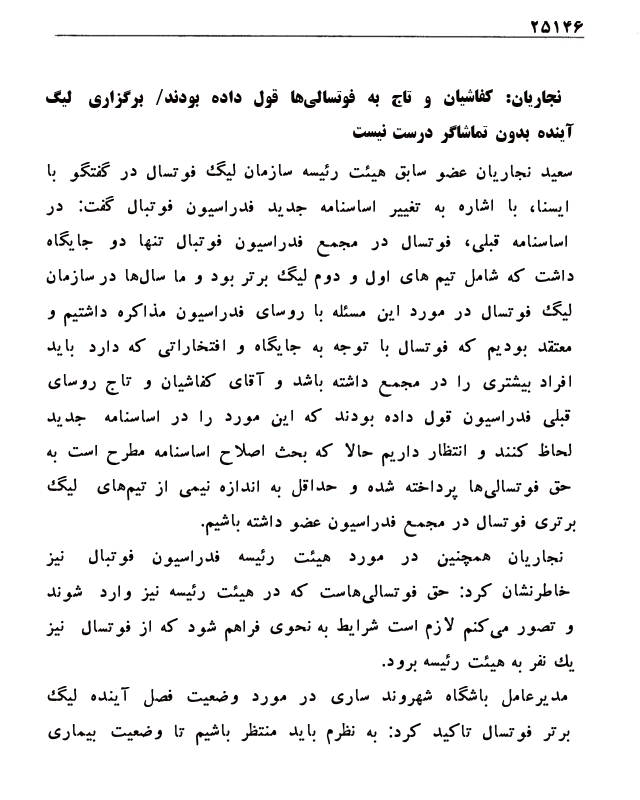 ۲۵۱۴۶
نجاریان: کفاشیان و تاج به فوتسالی‌ها قول داده بودند/ برگزاری لیگ
آینده بدون تماشاگر درست نیست
سعید نجاریان عضو سابق هیئت رئیسه سازمان لیگ فوتسال در گفتگو با
ایسنا، با اشاره به تغییر اساسنامه جدید فدراسیون فوتبال گفت: در
اساسنامه قبلی، فوتسال در مجمع فدراسیون فوتبال تنها دو جایگاه
داشت که شامل تیم های اول و دوم لیگ برتر بود و ما سال‌ها در سازمان
لیگ فوتسال در مورد این مسئله با روسای فدراسیون مذاکره داشتیم و
معتقد بودیم که فوتسال با توجه به جایگاه و افتخاراتی که دارد باید
افراد بیشتری را در مجمع داشته باشد و آقای کفاشیان و تاج روسای
قبلی فدراسیون قول داده بودند که این مورد را در اساسنامه جدید
لحاظ کنند و انتظار داریم حالا که بحث اصلاح اساسنامه مطرح است به
حق فوتسالی‌ها پرداخته شده و حداقل به اندازه نیمی از تیم‌های لیگ
برتری فوتسال در مجمع فدراسیون عضو داشته باشیم.
نجاریان همچنین در مورد هیئت رئیسه فدراسیون فوتبال نیز
خاطرنشان کرد: حق فوتسالی‌هاست که در هیئت رئیسه نیز وارد شوند
و تصور می‌کنم لازم است شرایط به نحوی فراهم شود که از فوتسال نیز
یك نفر به هیئت رئیسه برود.
مدیرعامل باشگاه شهروند ساری در مورد وضعیت فصل آینده لیگ
برتر فوتسال تاکید کرد: به نظرم باید منتظر باشیم تا وضعیت بیماری